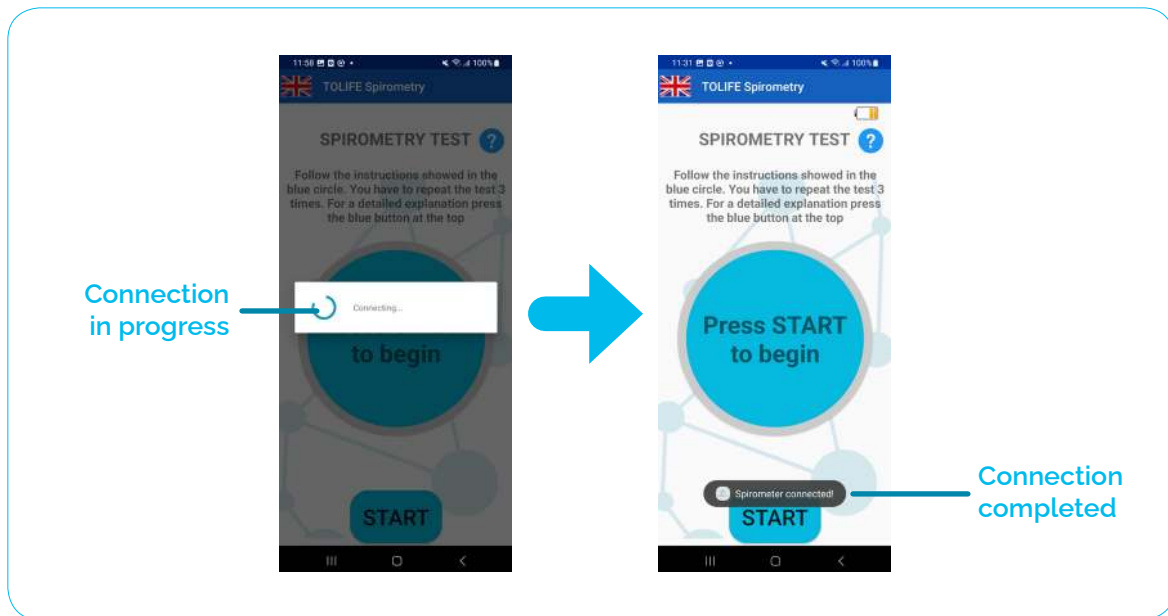 Connection
in progress
11:58
100%
TOLIFE Spirometry
SPIROMETRY TEST ?
Follow the instructions showed in the
blue circle. You have to repeat the test 3
times. For a detailed explanation press
the blue button at the top
Connecting...
to begin
START
11:31
100%
TOLIFE Spirometry
SPIROMETRY TEST ?
Follow the instructions showed in the
blue circle. You have to repeat the test 3
times. For a detailed explanation press
the blue button at the top
Press START
to begin
Spirometer connected!
START
Connection
completed